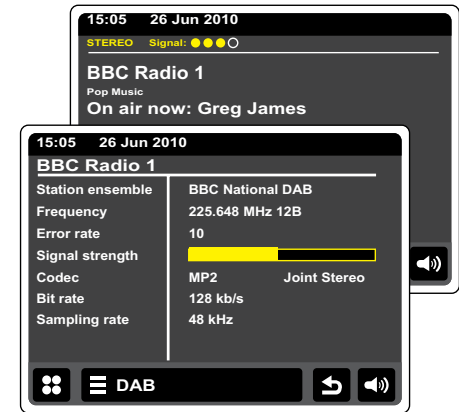 15:05 26 Jun 2010
STEREO Signal:
BBC Radio 1
Pop Music
On air now: Greg James
15:05 26 Jun 2010
BBC Radio 1
Station ensemble BBC National DAB
Frequency 225.648 MHz 12B
Error rate 10
Signal strength
Codec MP2 Joint Stereo
Bit rate 128 kb/s
Sampling rate 48 kHz
DAB